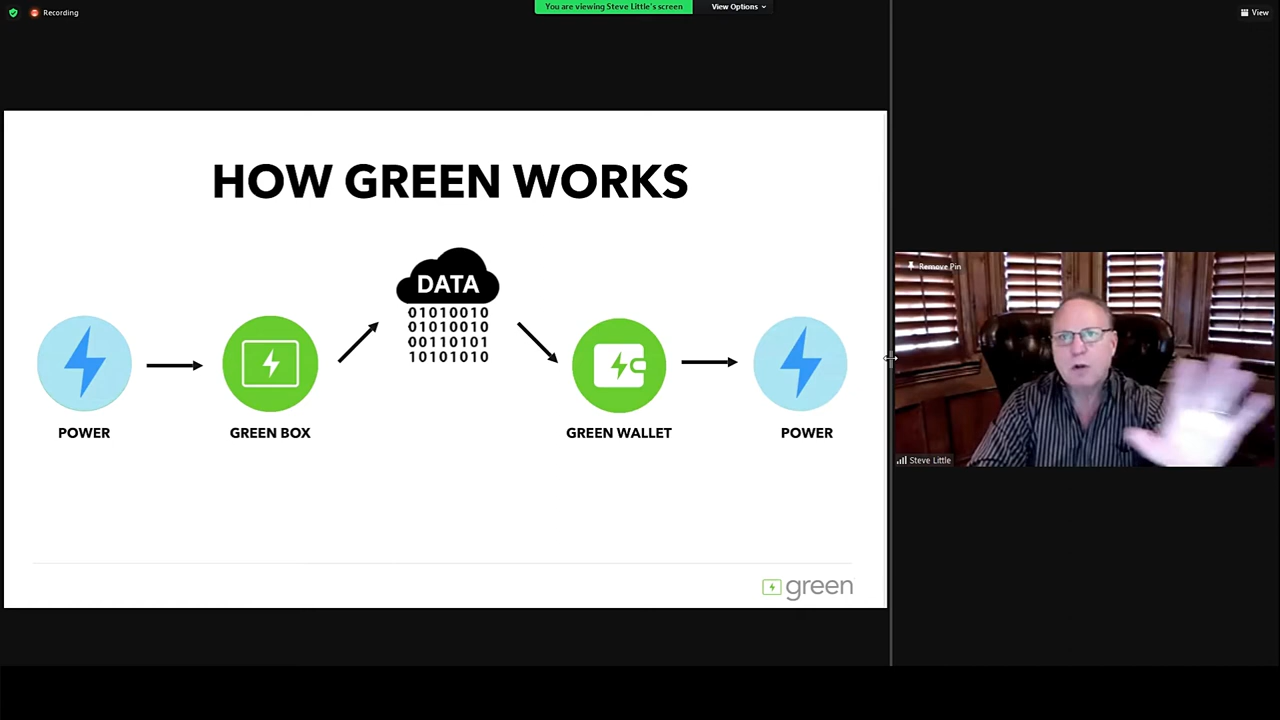 Recording
You are viewing Steve Little's screen
View Options
View
HOW GREEN WORKS
DATA
01010010
01010010
00110101
10101010
POWER
GREEN BOX
GREEN WALLET
POWER
green
Remove Pin
Steve Little